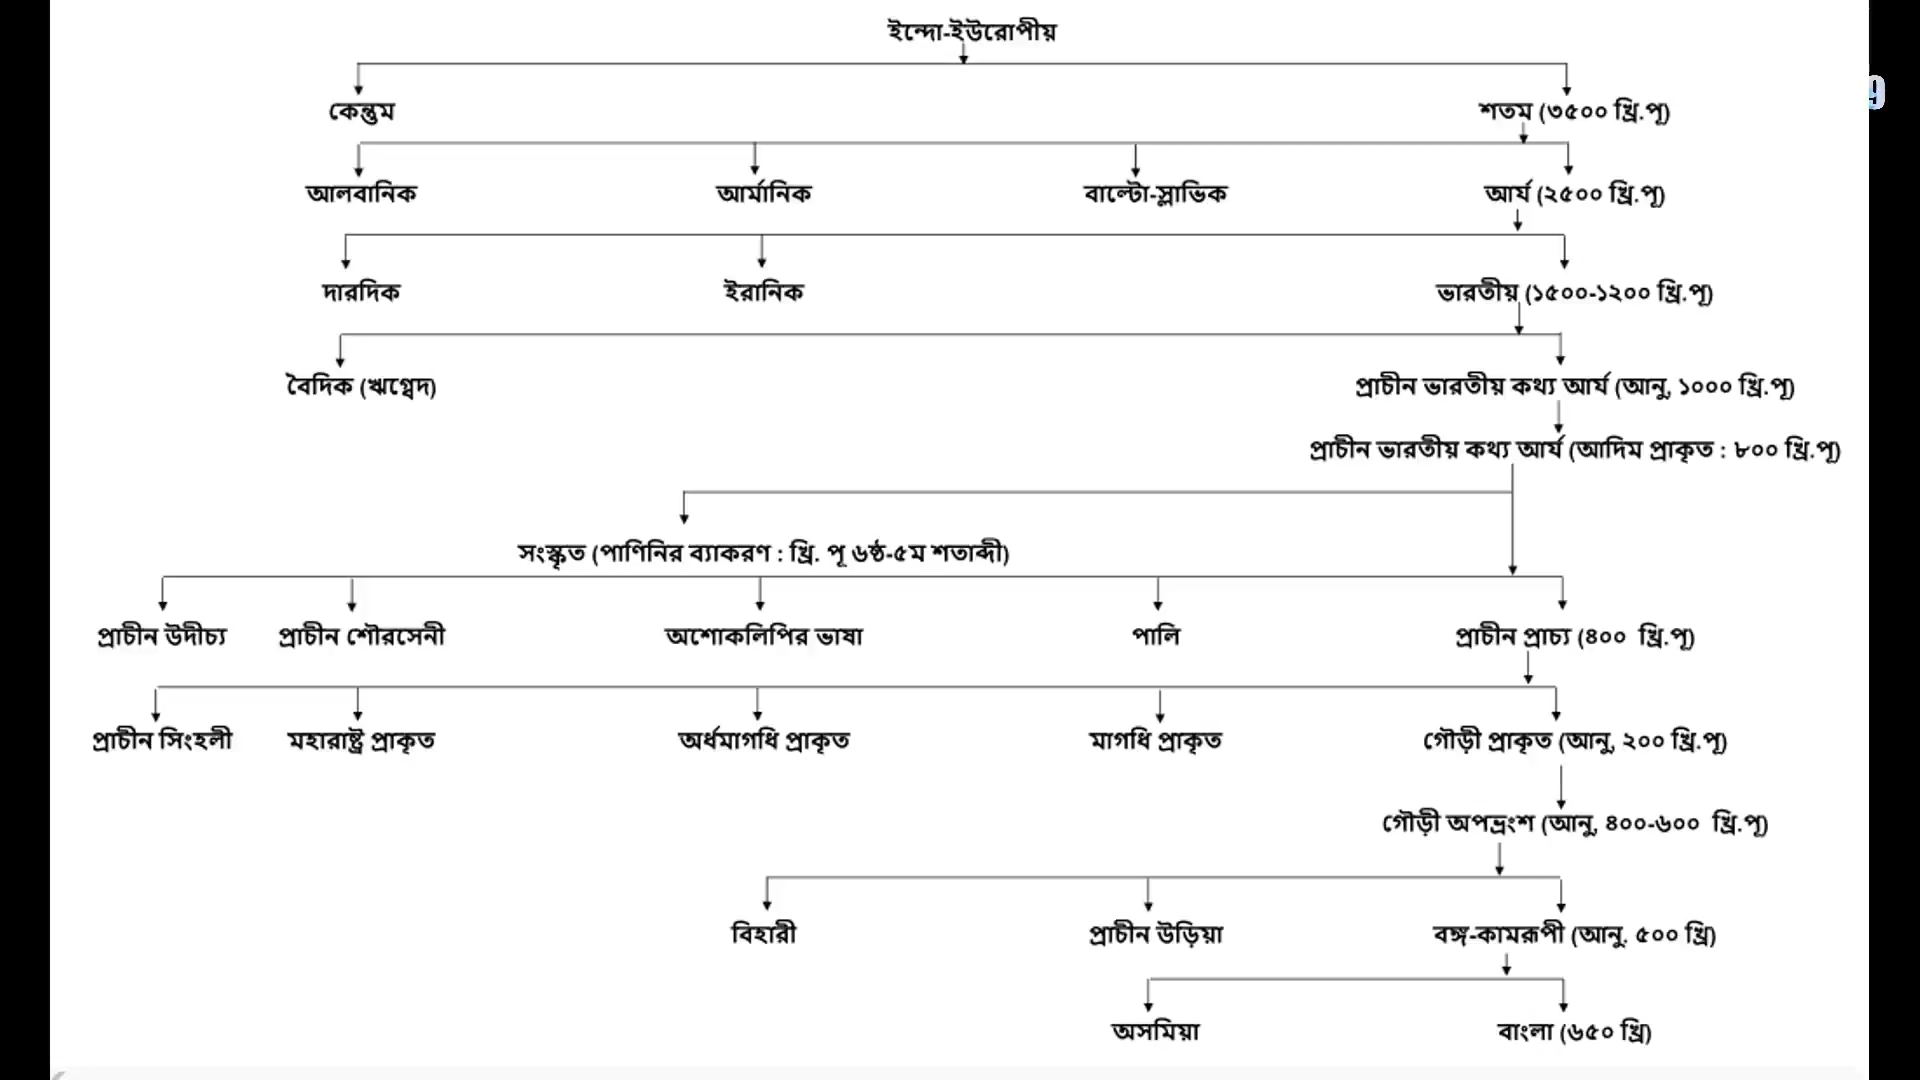 ইন্দো-ইউরোপীয়
কেন্তুম শতম (৩৫০০ খ্রি.পূ)
আলবানিক আর্মানিক বাল্টো-স্লাভিক আর্য (২৫০০ খ্রি.পূ)
দারদিক ইরানিক ভারতীয় (১৫০০-১২০০ খ্রি.পূ)
বৈদিক (ঋগ্বেদ) প্রাচীন ভারতীয় কথ্য আর্য (আনু, ১০০০ খ্রি.পূ)
প্রাচীন ভারতীয় কথ্য আর্য (আদিম প্রাকৃত : ৮০০ খ্রি.পূ)
সংস্কৃত (পাণিনির ব্যাকরণ : খ্রি. পূ ৬ষ্ঠ-৫ম শতাব্দী)
প্রাচীন উদীচ্য প্রাচীন শৌরসেনী অশোকলিপির ভাষা পালি প্রাচীন প্রাচ্য (৪০০ খ্রি.পূ)
প্রাচীন সিংহলী মহারাষ্ট্র প্রাকৃত অর্ধমাগধি প্রাকৃত মাগধি প্রাকৃত গৌড়ী প্রাকৃত (আনু, ২০০ খ্রি.পূ)
গৌড়ী অপভ্রংশ (আনু, ৪০০-৬০০ খ্রি.পূ)
বিহারী প্রাচীন উড়িয়া বঙ্গ-কামরূপী (আনু. ৫০০ খ্রি)
অসমিয়া বাংলা (৬৫০ খ্রি)